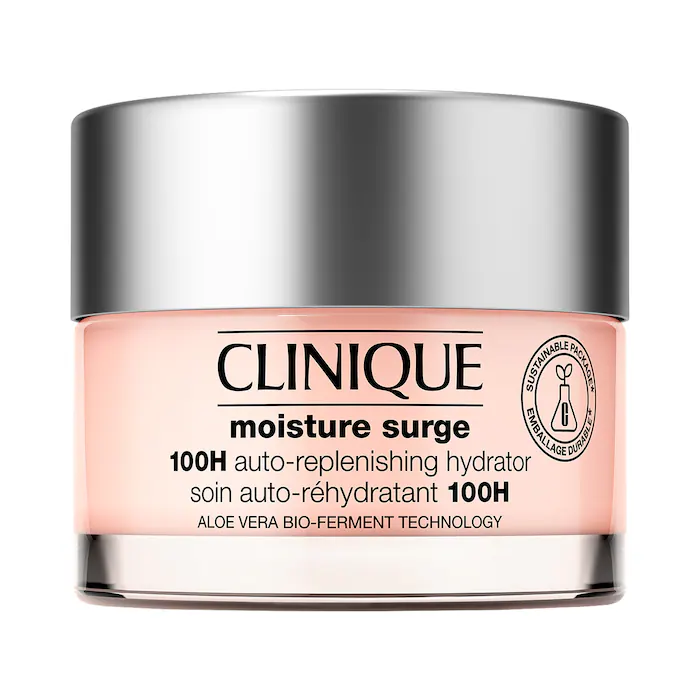 CLINIQUE
moisture surge
100H auto-replenishing hydrator
soin auto-réhydratant 100H
ALOE VERA BIO-FERMENT TECHNOLOGY
SUSTAINABLE PACKAGE*
EMBALLAGE DURABLE*
C